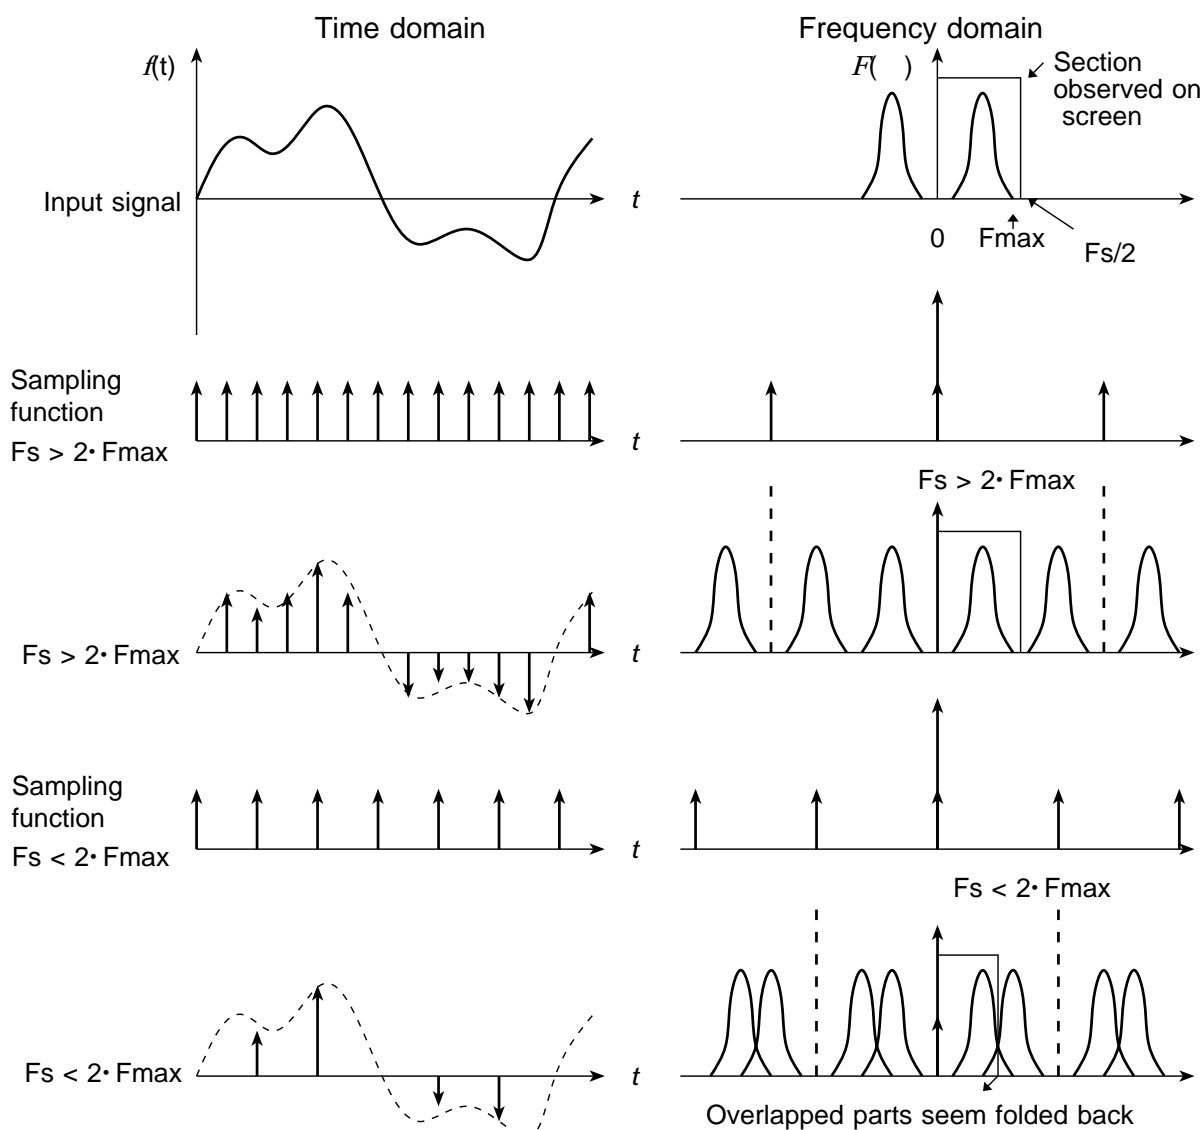 Time domain
Frequency domain
f(t)
F( )
Section
observed on
screen
Input signal
t
0
Fmax
Fs/2
Sampling
function
Fs > 2• Fmax
t
Fs > 2• Fmax
Fs > 2• Fmax
t
Sampling
function
Fs < 2• Fmax
t
Fs < 2• Fmax
Fs < 2• Fmax
t
Overlapped parts seem folded back